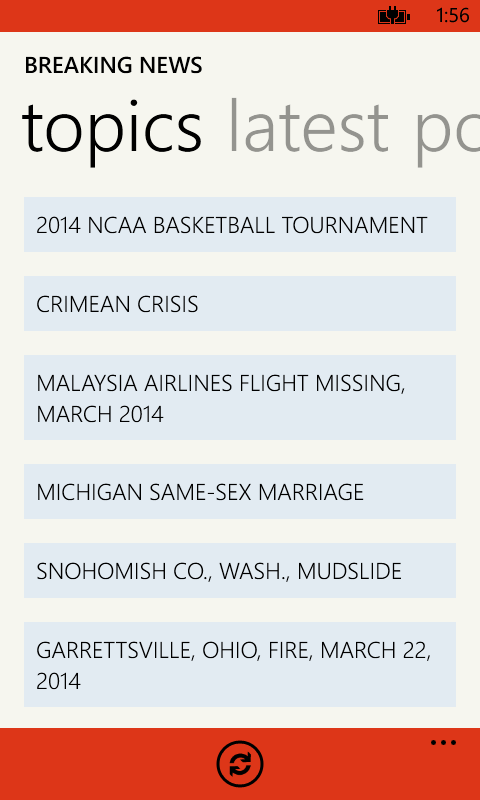 1:56
BREAKING NEWS
topics latest po
2014 NCAA BASKETBALL TOURNAMENT
CRIMEAN CRISIS
MALAYSIA AIRLINES FLIGHT MISSING,
MARCH 2014
MICHIGAN SAME-SEX MARRIAGE
SNOHOMISH CO., WASH., MUDSLIDE
GARRETTSVILLE, OHIO, FIRE, MARCH 22,
2014